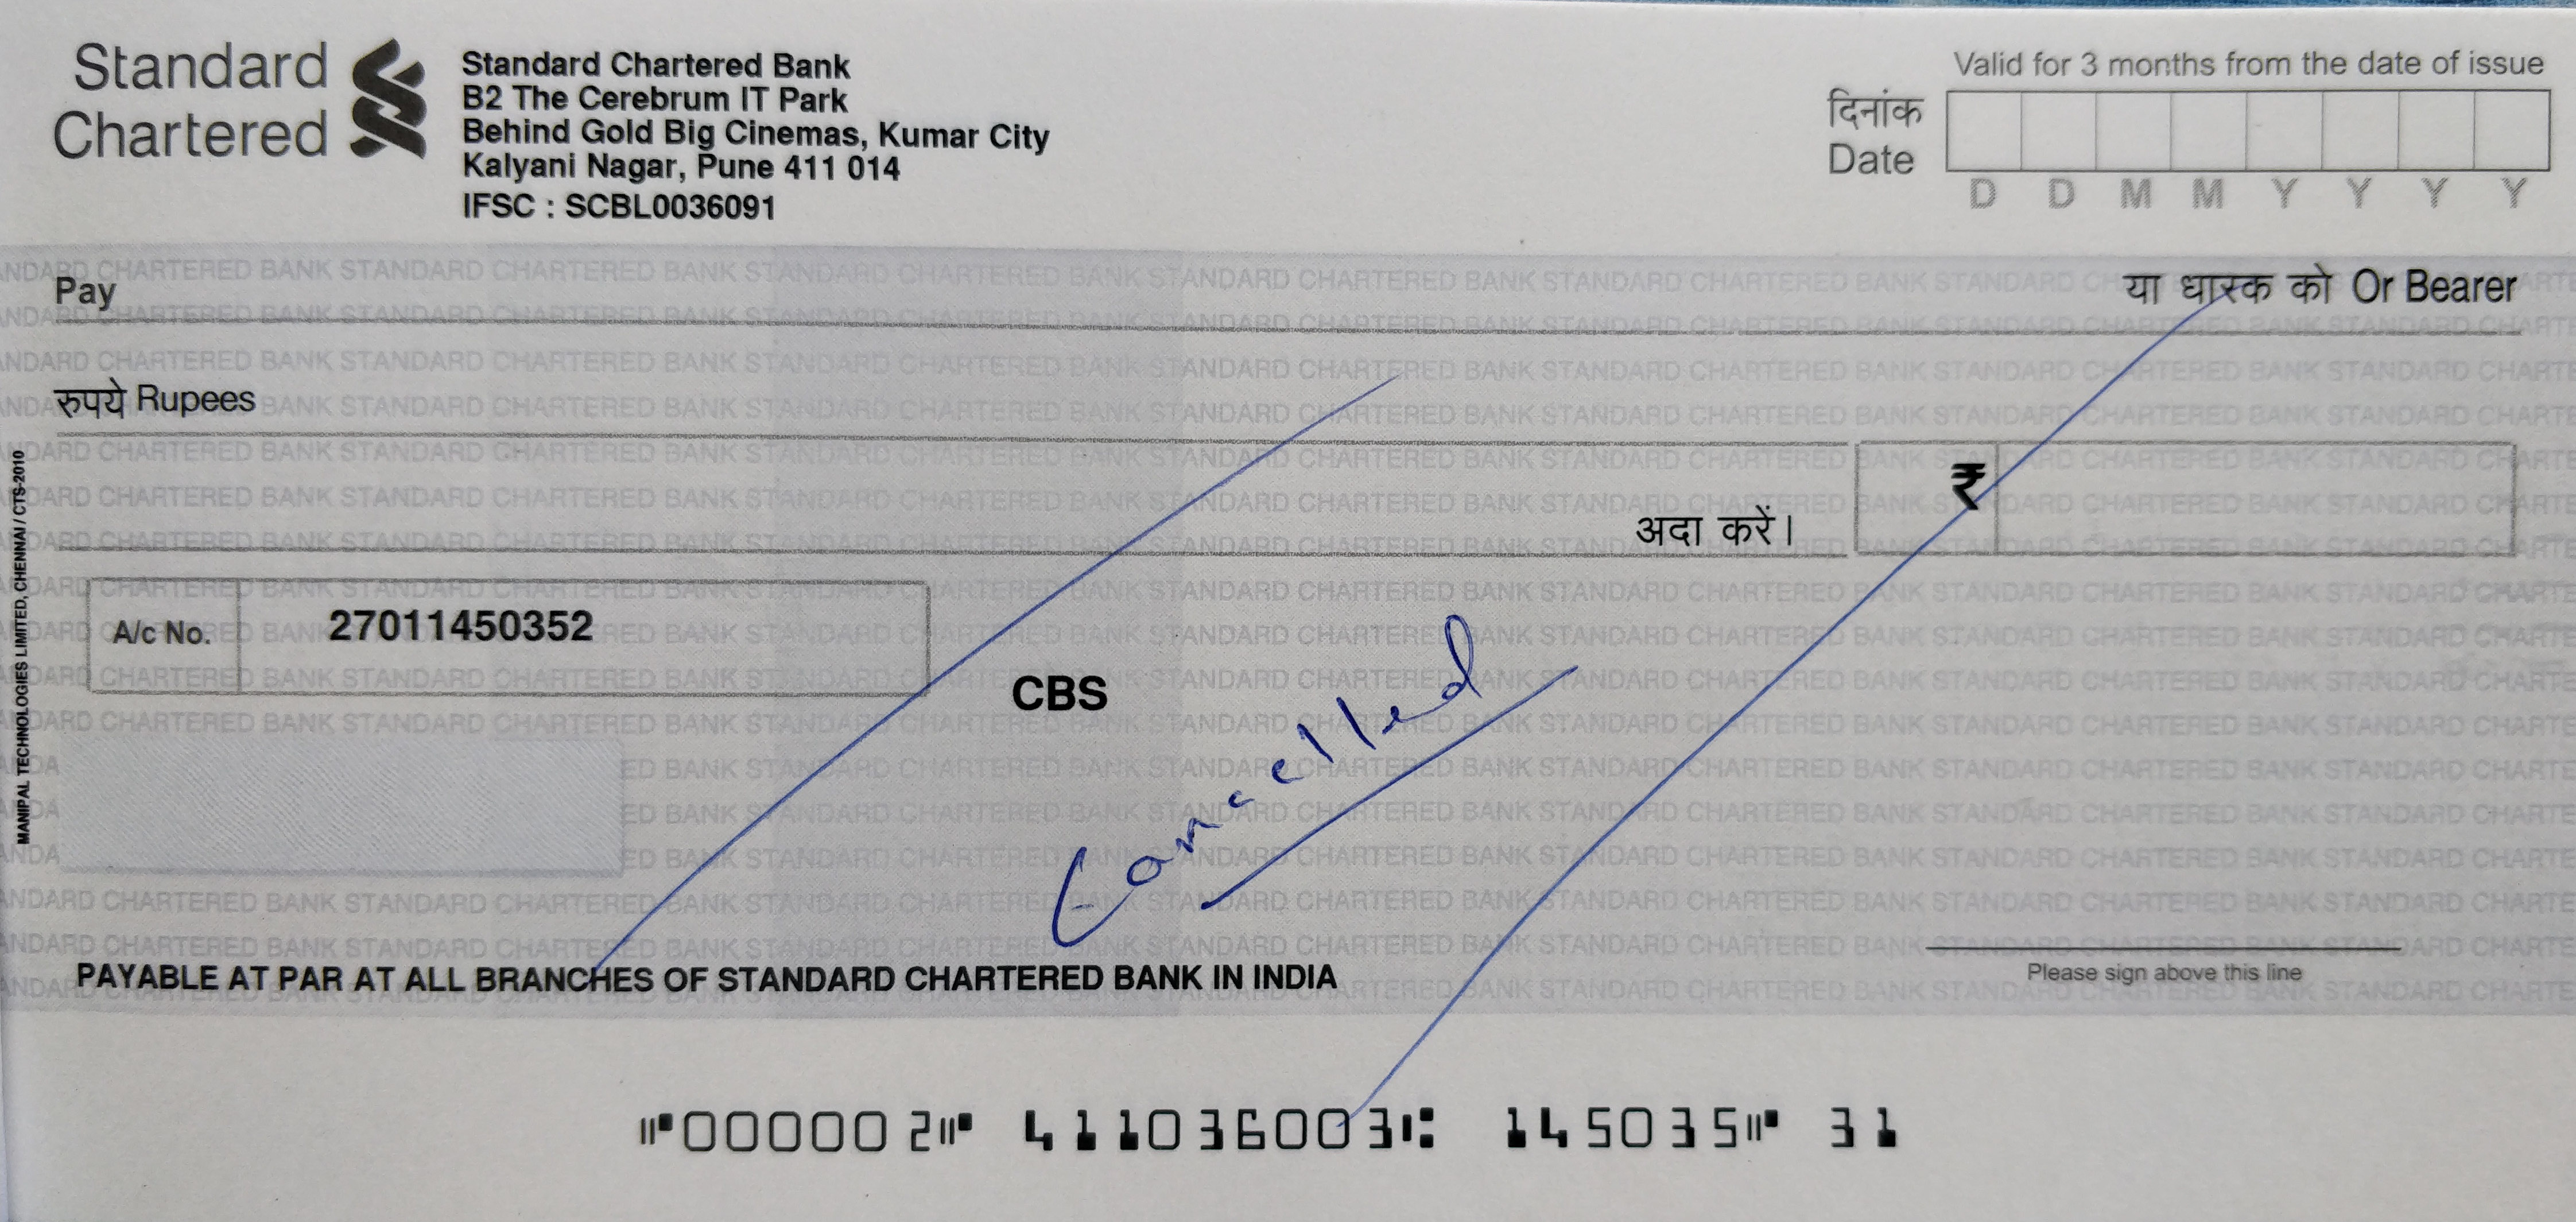 Standard
Chartered
Standard Chartered Bank
B2 The Cerebrum IT Park
Behind Gold Big Cinemas, Kumar City
Kalyani Nagar, Pune 411 014
IFSC : SCBL0036091
Valid for 3 months from the date of issue
दिनांक
Date
D D M M Y Y Y Y
Pay
या धारक को Or Bearer
रुपये Rupees
अदा करें।
₹
A/c No. 27011450352
CBS
Cancelled
MANIPAL TECHNOLOGIES LIMITED, CHENNAI / CTS-2010
PAYABLE AT PAR AT ALL BRANCHES OF STANDARD CHARTERED BANK IN INDIA
Please sign above this line
⑈000002⑈ 411036003⑆ 145035⑈ 31